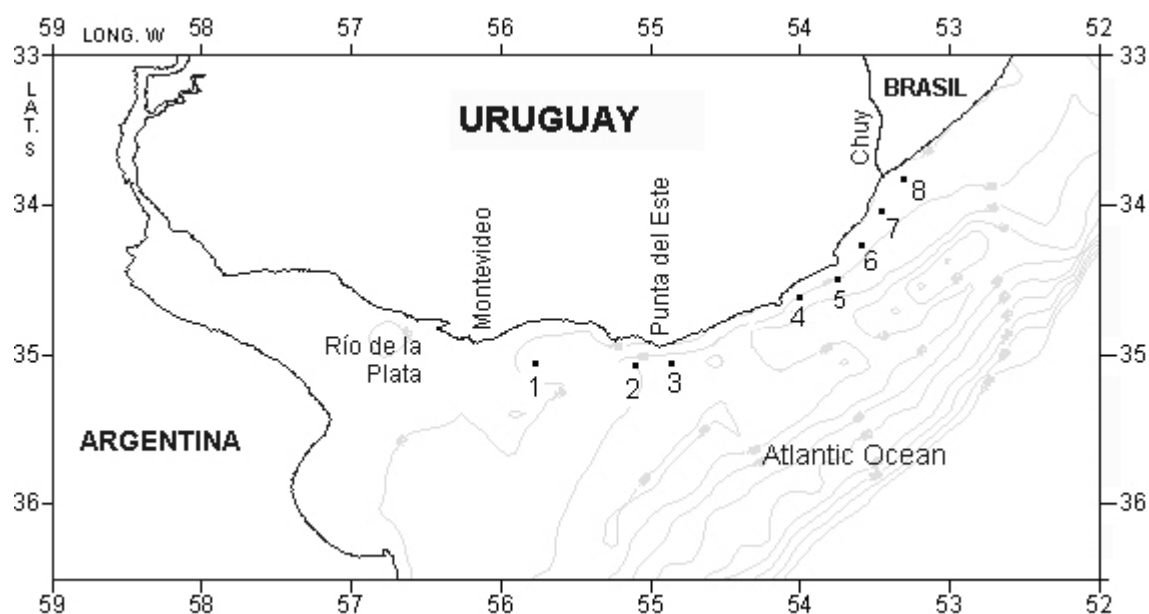 59 58 57 56 55 54 53 52
LONG. W
33 33
L
A
T.
S
BRASIL
URUGUAY
Chuy
34 34
8
7
Montevideo
Punta del Este
6
5
4
Río de la
Plata
35 35
1 2 3
ARGENTINA
Atlantic Ocean
36 36
59 58 57 56 55 54 53 52